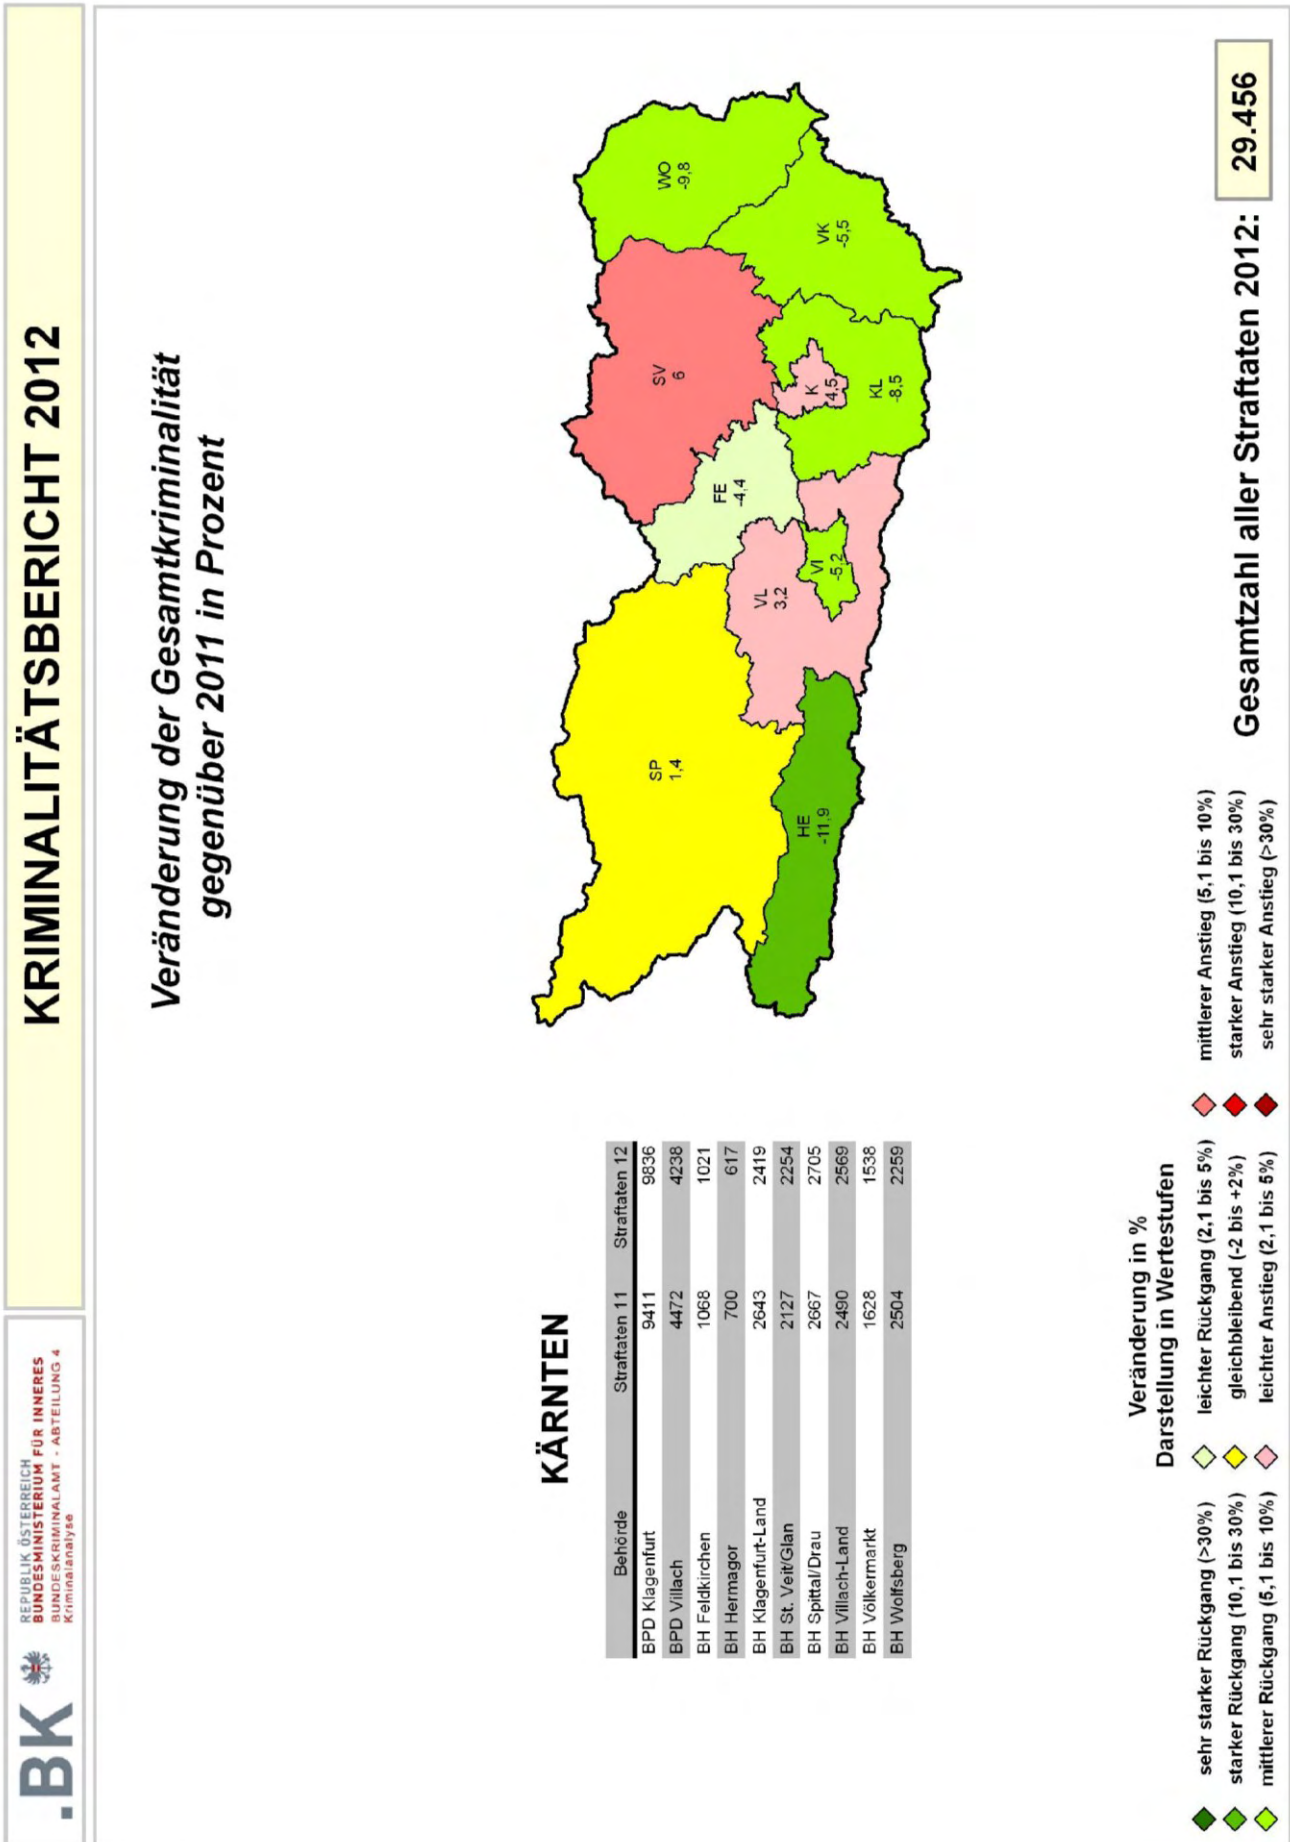 .BK
REPUBLIK ÖSTERREICH
BUNDESMINISTERIUM FÜR INNERES
BUNDESKRIMINALAMT - ABTEILUNG 4
Kriminalanalyse
KRIMINALITÄTSBERICHT 2012
Veränderung der Gesamtkriminalität
gegenüber 2011 in Prozent
KÄRNTEN
Behörde Straftaten 11 Straftaten 12
BPD Klagenfurt 9411 9836
BPD Villach 4472 4238
BH Feldkirchen 1068 1021
BH Hermagor 700 617
BH Klagenfurt-Land 2643 2419
BH St. Veit/Glan 2127 2254
BH Spittal/Drau 2667 2705
BH Villach-Land 2490 2569
BH Völkermarkt 1628 1538
BH Wolfsberg 2504 2259
SP
1,4
HE
-11,9
VL
3,2
VI
-5,2
FE
-4,4
SV
6
K
4,5
KL
-8,5
VK
-5,5
WO
-9,8
Veränderung in %
Darstellung in Wertestufen
sehr starker Rückgang (>30%)
starker Rückgang (10,1 bis 30%)
mittlerer Rückgang (5,1 bis 10%)
leichter Rückgang (2,1 bis 5%)
gleichbleibend (-2 bis +2%)
leichter Anstieg (2,1 bis 5%)
mittlerer Anstieg (5,1 bis 10%)
starker Anstieg (10,1 bis 30%)
sehr starker Anstieg (>30%)
Gesamtzahl aller Straftaten 2012: 29.456